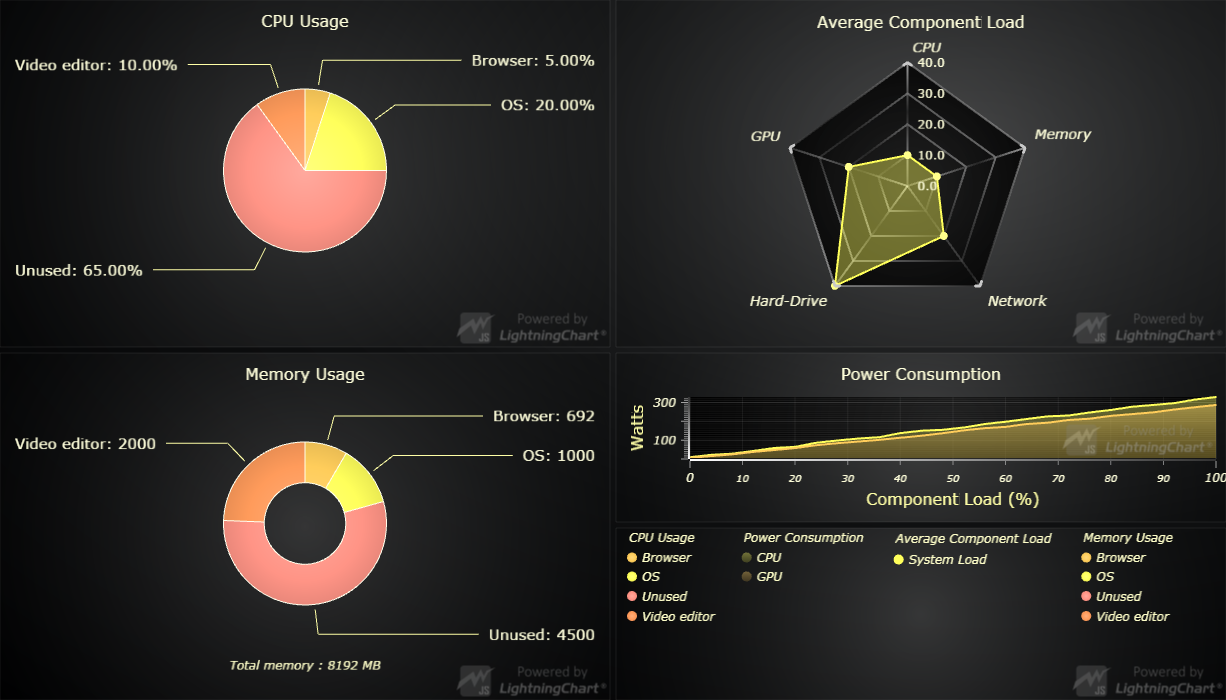 CPU Usage
Video editor: 10.00%
Browser: 5.00%
OS: 20.00%
Unused: 65.00%
Powered by
JS LightningChart®
Average Component Load
CPU
40.0
30.0
20.0
10.0
0.0
GPU
Memory
Hard-Drive
Network
Powered by
JS LightningChart®
Memory Usage
Browser: 692
Video editor: 2000
OS: 1000
Unused: 4500
Total memory : 8192 MB
Powered by
JS LightningChart®
Power Consumption
Watts
300
100
Powered by
JS LightningChart®
0 10 20 30 40 50 60 70 80 90 100
Component Load (%)
CPU Usage
Browser
OS
Unused
Video editor
Power Consumption
CPU
GPU
Average Component Load
System Load
Memory Usage
Browser
OS
Unused
Video editor
Powered by
JS LightningChart®